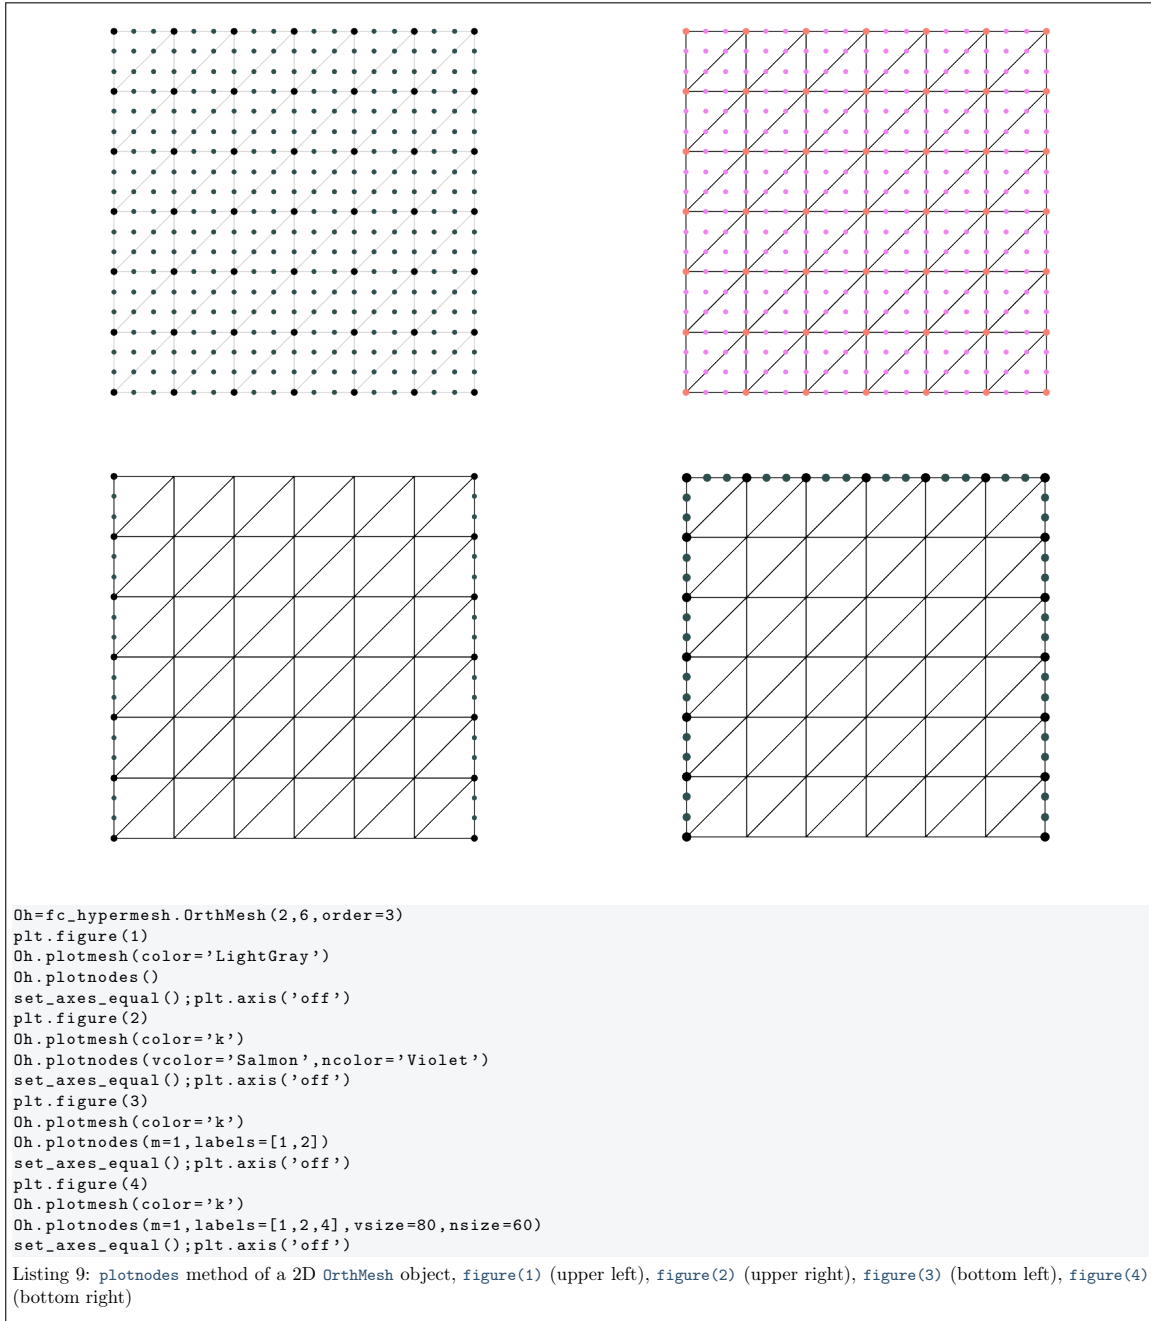 Oh=fc_hypermesh.OrthMesh(2,6,order=3)
plt.figure(1)
Oh.plotmesh(color='LightGray')
Oh.plotnodes()
set_axes_equal();plt.axis('off')
plt.figure(2)
Oh.plotmesh(color='k')
Oh.plotnodes(vcolor='Salmon',ncolor='Violet')
set_axes_equal();plt.axis('off')
plt.figure(3)
Oh.plotmesh(color='k')
Oh.plotnodes(m=1,labels=[1,2])
set_axes_equal();plt.axis('off')
plt.figure(4)
Oh.plotmesh(color='k')
Oh.plotnodes(m=1,labels=[1,2,4],vsize=80,nsize=60)
set_axes_equal();plt.axis('off')
Listing 9: plotnodes method of a 2D OrthMesh object, figure(1) (upper left), figure(2) (upper right), figure(3) (bottom left), figure(4)
(bottom right)